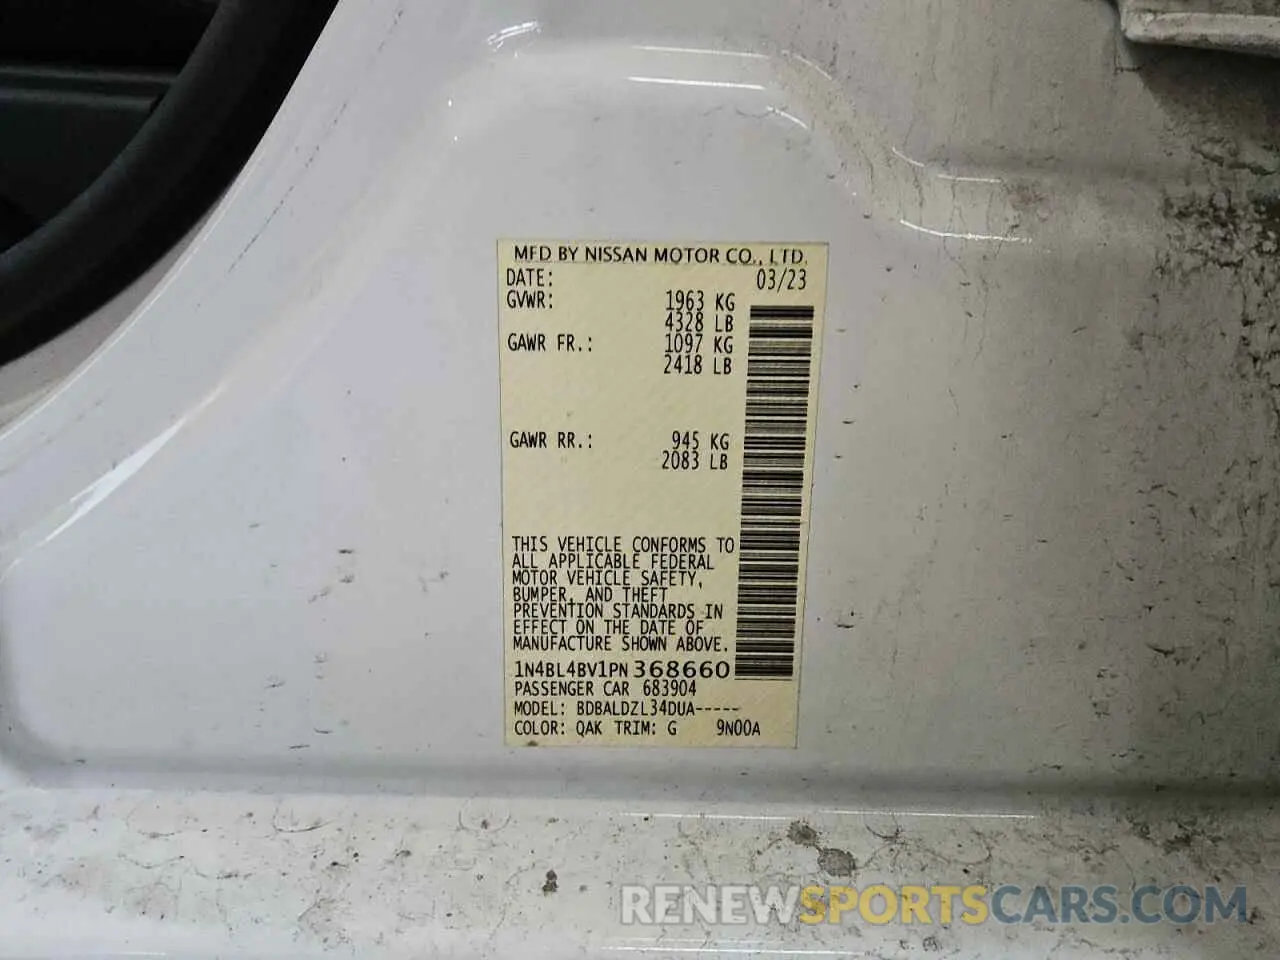 MFD BY NISSAN MOTOR CO., LTD.
DATE: 03/23
GVWR: 1963 KG
4328 LB
GAWR FR.: 1097 KG
2418 LB
GAWR RR.: 945 KG
2083 LB
THIS VEHICLE CONFORMS TO
ALL APPLICABLE FEDERAL
MOTOR VEHICLE SAFETY,
BUMPER, AND THEFT
PREVENTION STANDARDS IN
EFFECT ON THE DATE OF
MANUFACTURE SHOWN ABOVE.
1N4BL4BV1PN368660
PASSENGER CAR 683904
MODEL: BDBALDZL34DUA-----
COLOR: QAK TRIM: G 9N00A
RENEWSPORTSCARS.COM